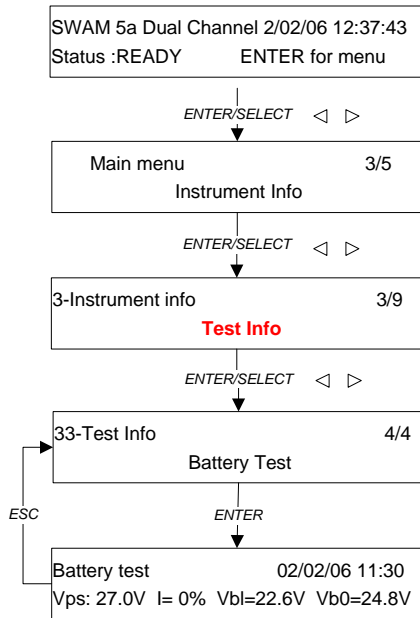 SWAM 5a Dual Channel 2/02/06 12:37:43
Status :READY ENTER for menu
ENTER/SELECT
Main menu 3/5
Instrument Info
ENTER/SELECT
3-Instrument info 3/9
Test Info
ENTER/SELECT
33-Test Info 4/4
Battery Test
ESC ENTER
Battery test 02/02/06 11:30
Vps: 27.0V I= 0% Vbl=22.6V Vb0=24.8V